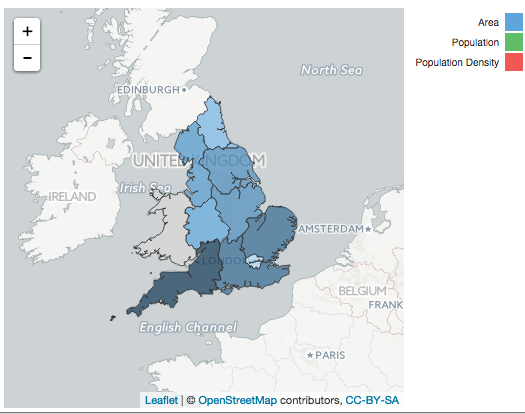 +
−
Area
Population
Population Density
North Sea
EDINBURGH
UNITED KINGDOM
Irish Sea
IRELAND
AMSTERDAM
LONDON
BELGIUM
FRANK
English Channel
PARIS
Leaflet | © OpenStreetMap contributors, CC-BY-SA